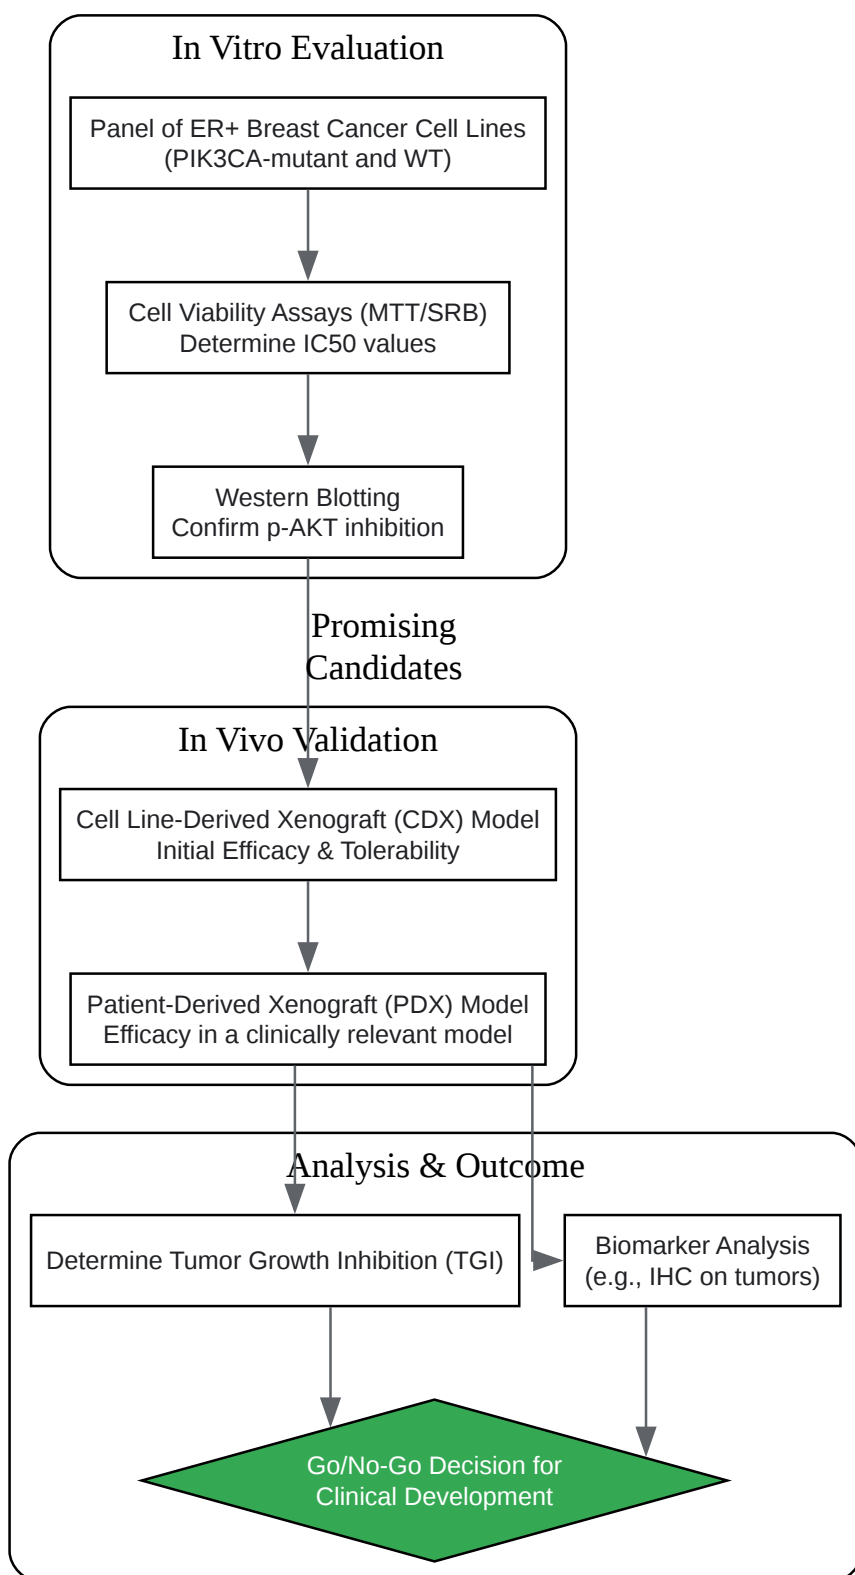 In Vitro Evaluation
Panel of ER+ Breast Cancer Cell Lines
(PIK3CA-mutant and WT)
Cell Viability Assays (MTT/SRB)
Determine IC50 values
Western Blotting
Confirm p-AKT inhibition
Promising
Candidates
In Vivo Validation
Cell Line-Derived Xenograft (CDX) Model
Initial Efficacy & Tolerability
Patient-Derived Xenograft (PDX) Model
Efficacy in a clinically relevant model
Analysis & Outcome
Determine Tumor Growth Inhibition (TGI)
Biomarker Analysis
(e.g., IHC on tumors)
Go/No-Go Decision for
Clinical Development